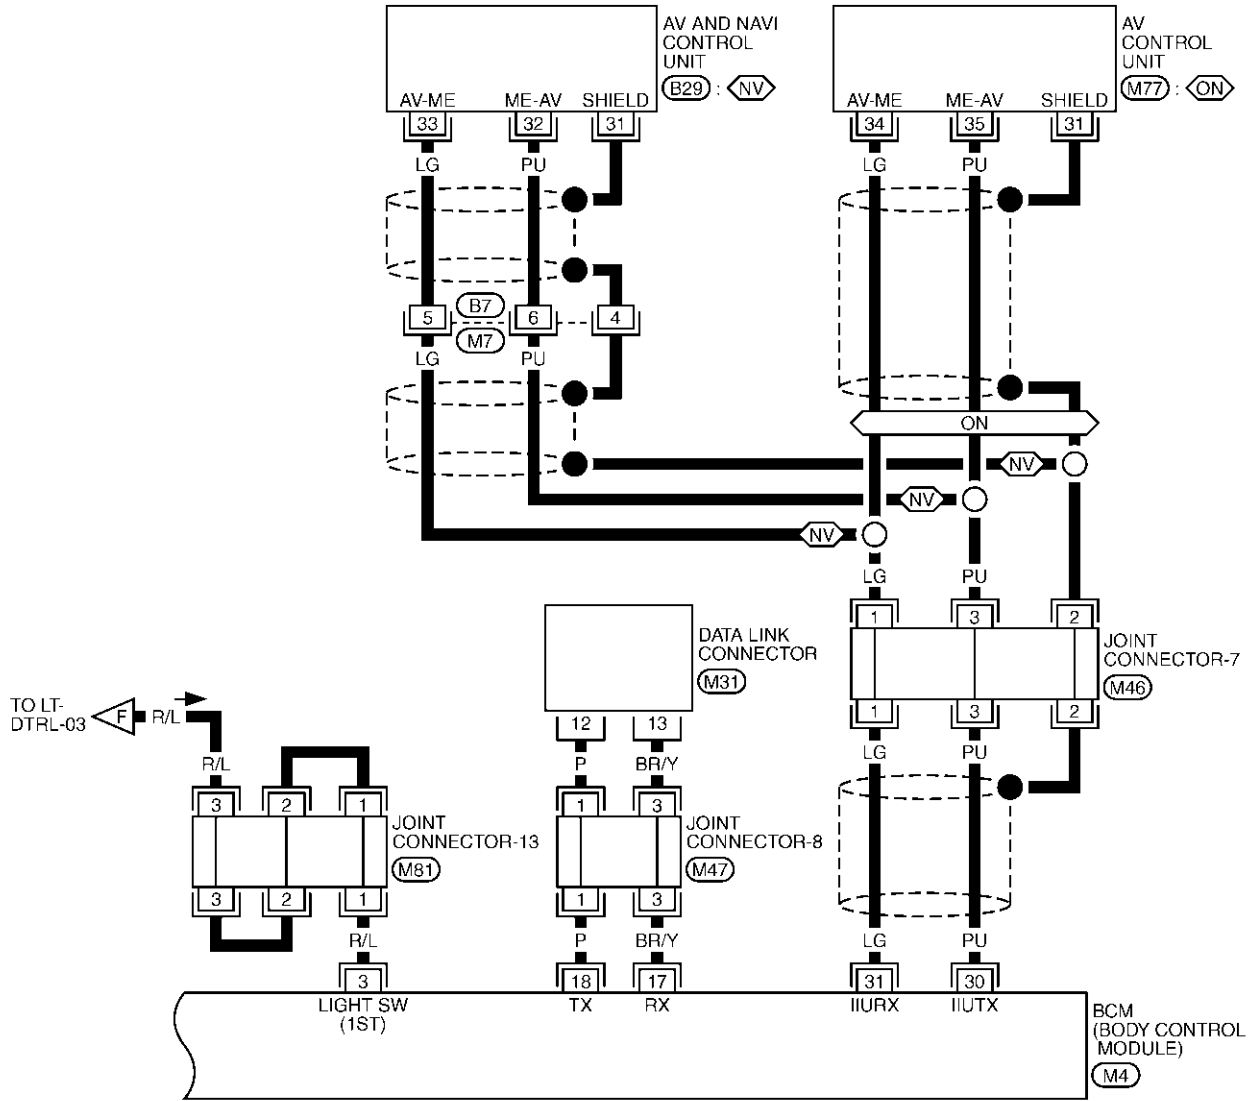 AV AND NAVI
CONTROL
UNIT
B29 : NV
AV
CONTROL
UNIT
M77 : ON
AV-ME ME-AV SHIELD
AV-ME ME-AV SHIELD
33 32 31
34 35 31
LG PU
LG PU
B7
5 6 4
M7
LG PU
ON
NV
NV
NV
LG PU
1 3 2
JOINT
CONNECTOR-7
M46
1 3 2
LG PU
DATA LINK
CONNECTOR
M31
12 13
P BR/Y
TO LT-
DTRL-03
F R/L
R/L
3 2 1
JOINT
CONNECTOR-13
M81
3 2 1
R/L
1 3
JOINT
CONNECTOR-8
M47
1 3
P BR/Y
LG PU
3 18 17 31 30
LIGHT SW
(1ST)
TX RX IIURX IIUTX
BCM
(BODY CONTROL
MODULE)
M4